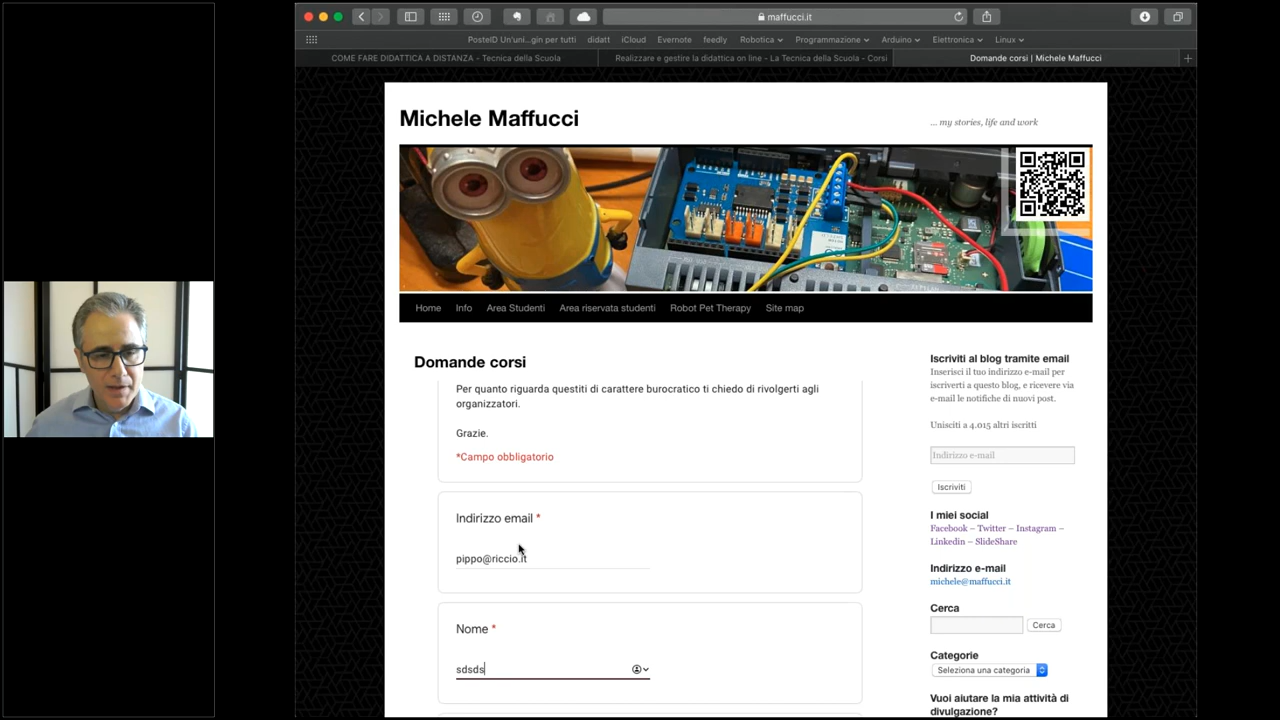 maffucci.it
PosteID Un'uni...gin per tutti didatt iCloud Evernote feedly Robotica Programmazione Arduino Elettronica Linux
COME FARE DIDATTICA A DISTANZA - Tecnica della Scuola Realizzare e gestire la didattica on line - La Tecnica della Scuola - Corsi Domande corsi | Michele Maffucci
Michele Maffucci
... my stories, life and work
Home Info Area Studenti Area riservata studenti Robot Pet Therapy Site map
Domande corsi
Per quanto riguarda questiti di carattere burocratico ti chiedo di rivolgerti agli
organizzatori.
Grazie.
*Campo obbligatorio
Indirizzo email *
pippo@riccio.it
Nome *
sdsds
Iscriviti al blog tramite email
Inserisci il tuo indirizzo e-mail per
iscriverti a questo blog, e ricevere via
e-mail le notifiche di nuovi post.
Unisciti a 4.015 altri iscritti
Indirizzo e-mail
Iscriviti
I miei social
Facebook – Twitter – Instagram –
Linkedin – SlideShare
Indirizzo e-mail
michele@maffucci.it
Cerca
Cerca
Categorie
Seleziona una categoria
Vuoi aiutare la mia attività di
divulgazione?